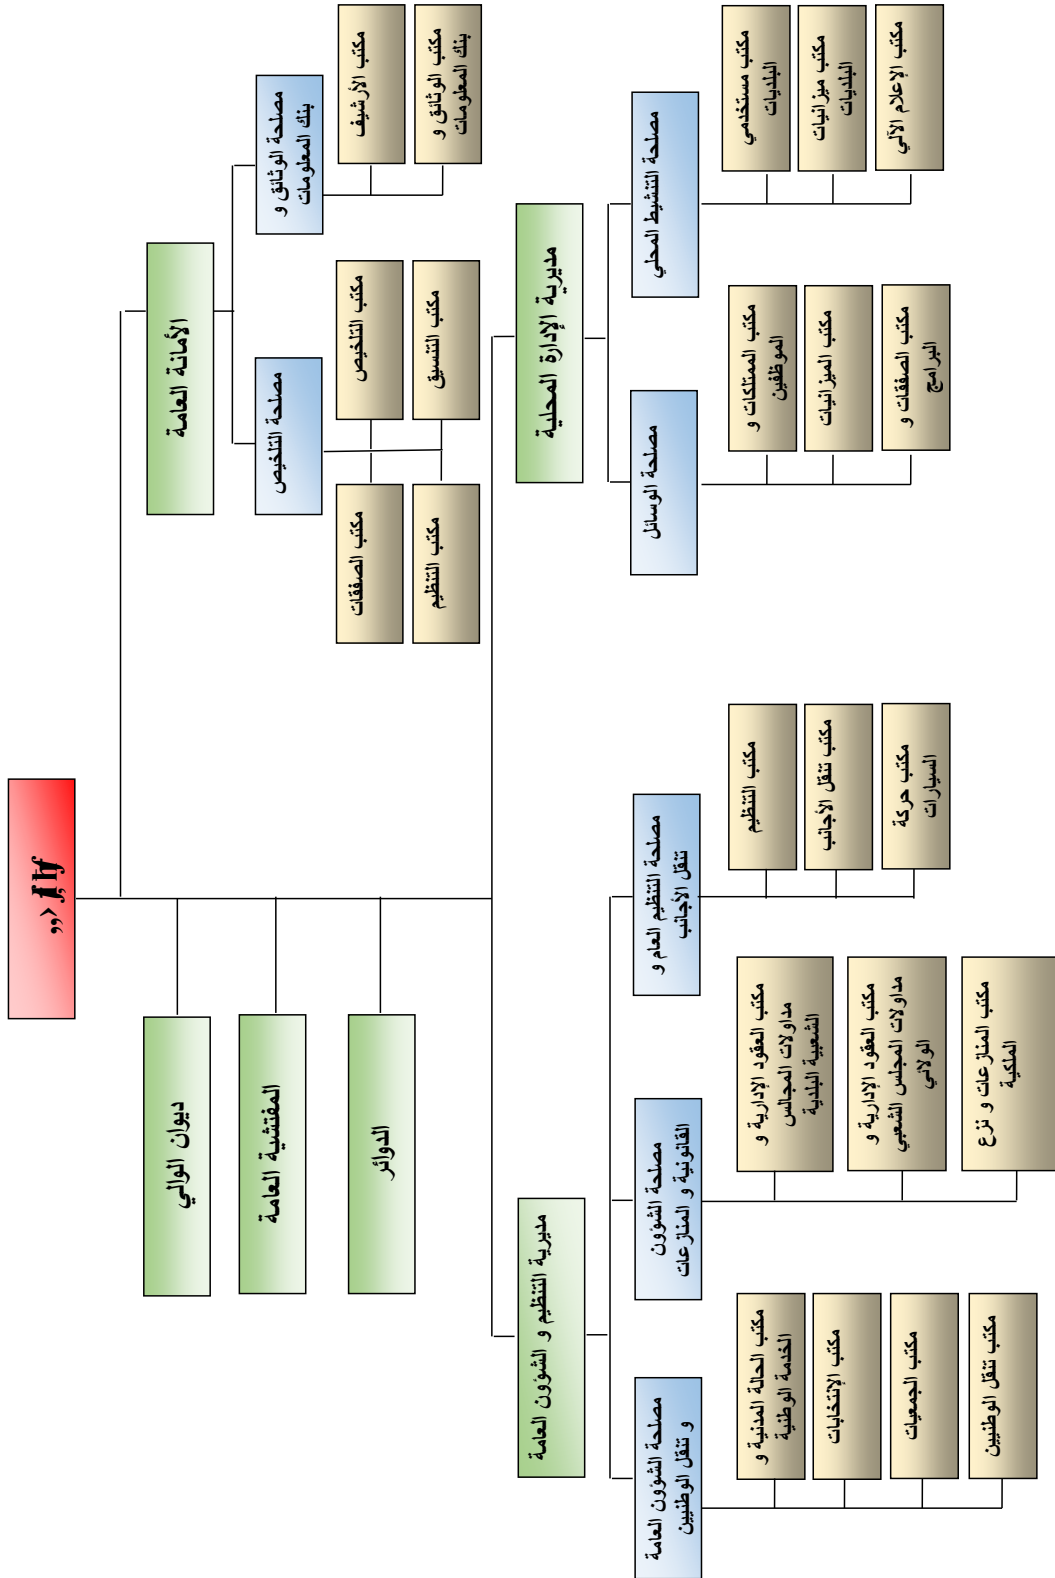 الأمانة العامة
مصلحة الوثائق و
بنك المعلومات
مكتب الأرشيف
مكتب الوثائق و
بنك المعلومات
مصلحة التلخيص
مكتب التلخيص
مكتب التنسيق
مكتب الصفقات
مكتب التنظيم
ديوان الوالي
المفتشية العامة
الدوائر
مديرية الإدارة المحلية
مصلحة التنشيط المحلي
مكتب مستخدمي
البلديات
مكتب ميزانيات
البلديات
مكتب الإعلام الآلي
مصلحة الوسائل
مكتب الممتلكات و
الموظفين
مكتب الميزانيات
مكتب الصفقات و
البرامج
مديرية التنظيم و الشؤون العامة
مصلحة التنظيم العام و
تنقل الأجانب
مكتب التنظيم
مكتب تنقل الأجانب
مكتب حركة
السيارات
مصلحة الشؤون
القانونية و المنازعات
مكتب العقود الإدارية و
مداولات المجالس
الشعبية البلدية
مكتب العقود الإدارية و
مداولات المجلس الشعبي
الولائي
مكتب المنازعات و نزع
الملكية
مصلحة الشؤون العامة
و تنقل الوطنيين
مكتب الحالة المدنية و
الخدمة الوطنية
مكتب الإنتخابات
مكتب الجمعيات
مكتب تنقل الوطنيين